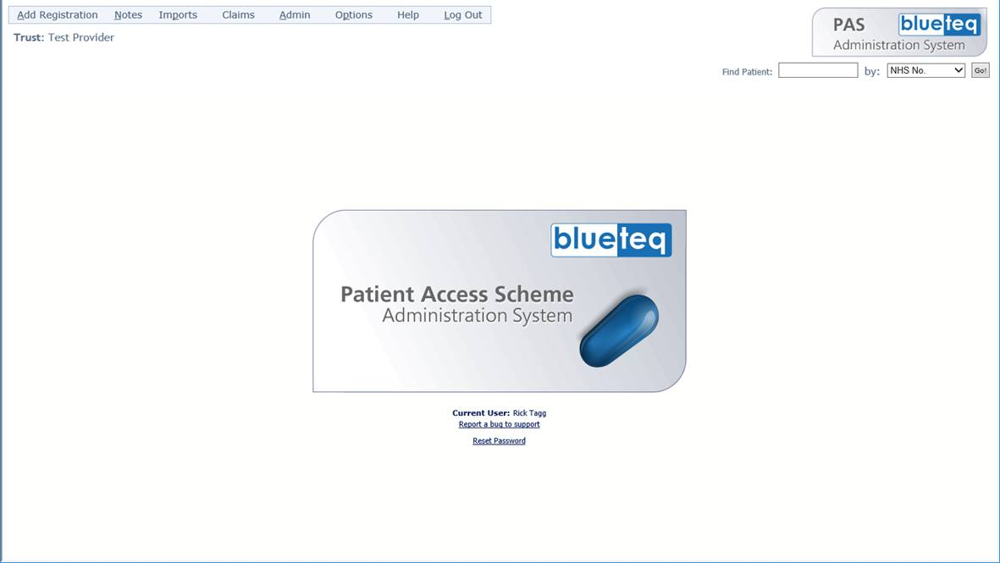 Add Registration Notes Imports Claims Admin Options Help Log Out
Trust: Test Provider
PAS blueteq
Administration System
Find Patient: by: NHS No. Go!
blueteq
Patient Access Scheme
Administration System
Current User: Rick Tagg
Report a bug to support
Reset Password